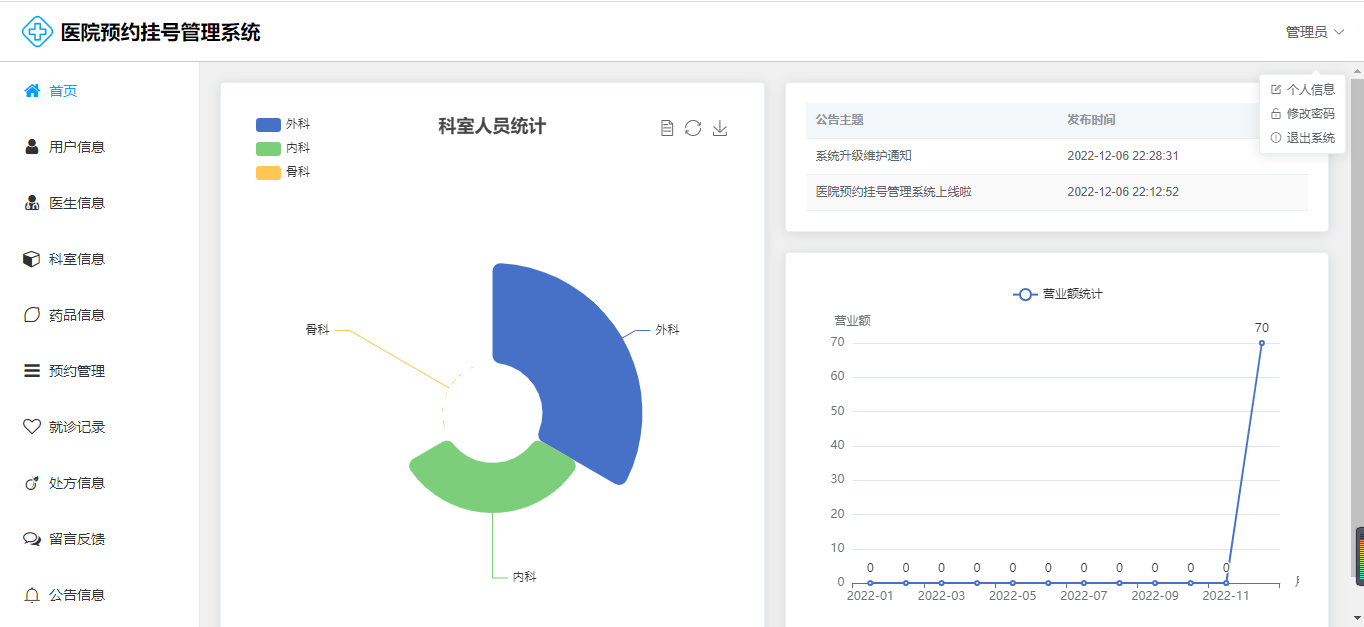 医院预约挂号管理系统
管理员
个人信息
修改密码
退出系统
首页
用户信息
医生信息
科室信息
药品信息
预约管理
就诊记录
处方信息
留言反馈
公告信息
科室人员统计
外科
内科
骨科
骨科
外科
内科
公告主题 发布时间
系统升级维护通知 2022-12-06 22:28:31
医院预约挂号管理系统上线啦 2022-12-06 22:12:52
营业额统计
营业额
70
70
60
50
40
30
20
10
0
0 0 0 0 0 0 0 0 0 0 0
2022-01 2022-03 2022-05 2022-07 2022-09 2022-11